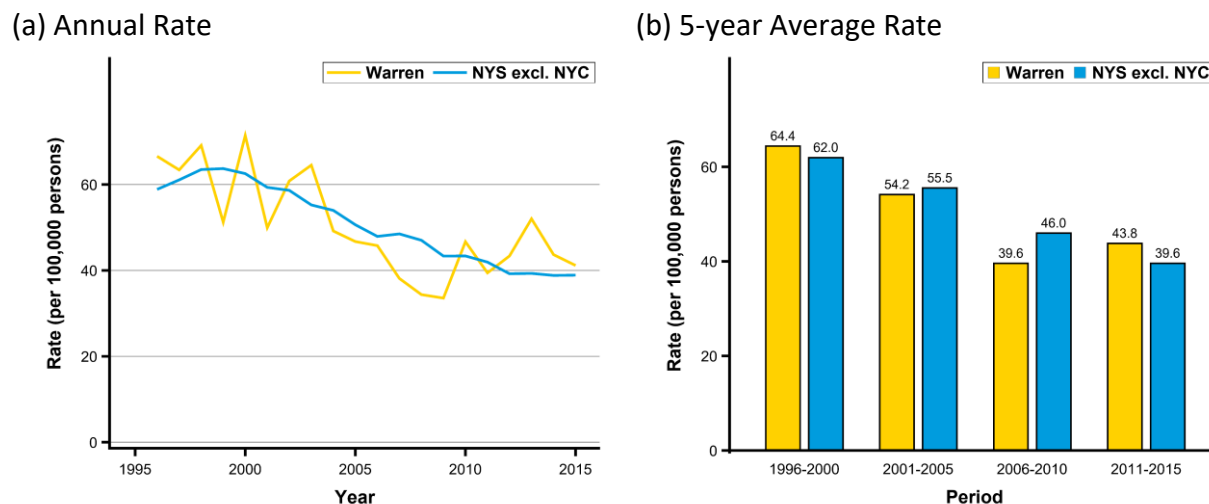 (a) Annual Rate
Warren NYS excl. NYC
Rate (per 100,000 persons)
60
40
20
0
1995 2000 2005 2010 2015
Year
(b) 5-year Average Rate
Warren NYS excl. NYC
Rate (per 100,000 persons)
60
40
20
0
64.4 62.0
54.2 55.5
39.6 46.0
43.8 39.6
1996-2000 2001-2005 2006-2010 2011-2015
Period